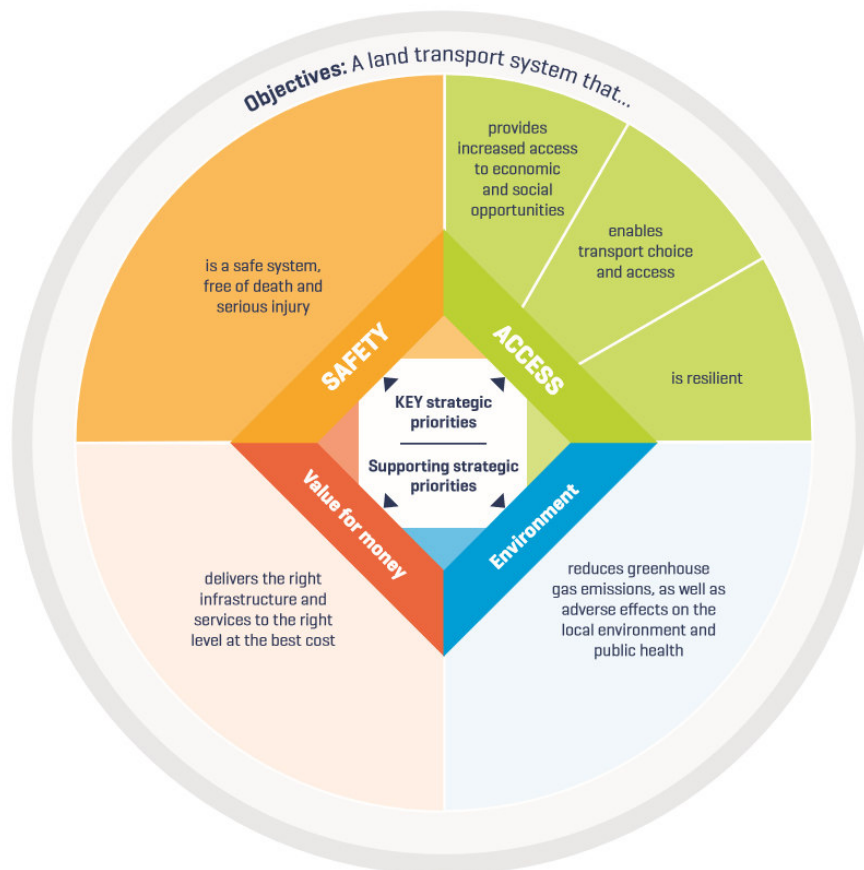 Objectives: A land transport system that...
provides
increased access
to economic
and social
opportunities
enables
transport choice
and access
is resilient
is a safe system,
free of death and
serious injury
SAFETY
ACCESS
KEY strategic
priorities
Supporting strategic
priorities
Value for money
Environment
delivers the right
infrastructure and
services to the right
level at the best cost
reduces greenhouse
gas emissions, as well as
adverse effects on the
local environment and
public health